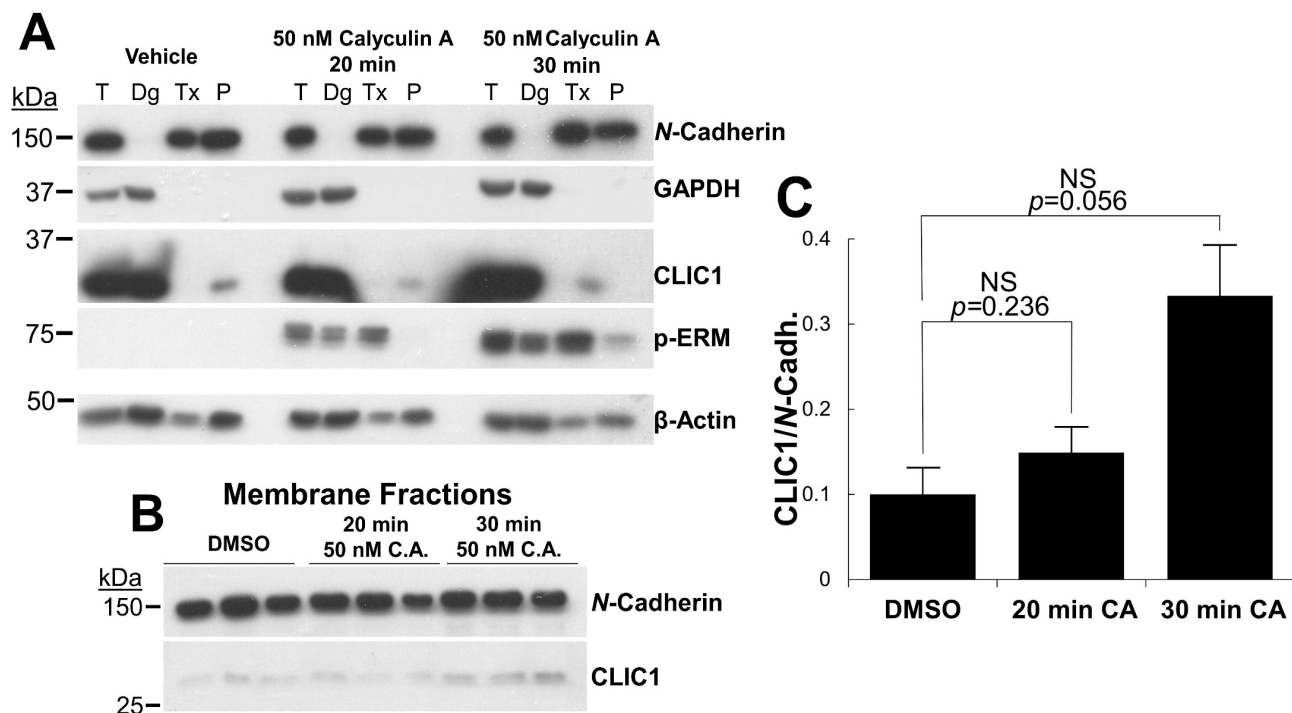 A
Vehicle
50 nM Calyculin A
20 min
50 nM Calyculin A
30 min
kDa
T Dg Tx P T Dg Tx P T Dg Tx P
150 N-Cadherin
37 GAPDH
37
CLIC1
75 p-ERM
50
β-Actin
B
Membrane Fractions
DMSO
20 min
50 nM C.A.
30 min
50 nM C.A.
kDa
150 N-Cadherin
CLIC1
25
C
NS
p=0.056
NS
p=0.236
CLIC1/N-Cadh.
0.4
0.3
0.2
0.1
0
DMSO 20 min CA 30 min CA